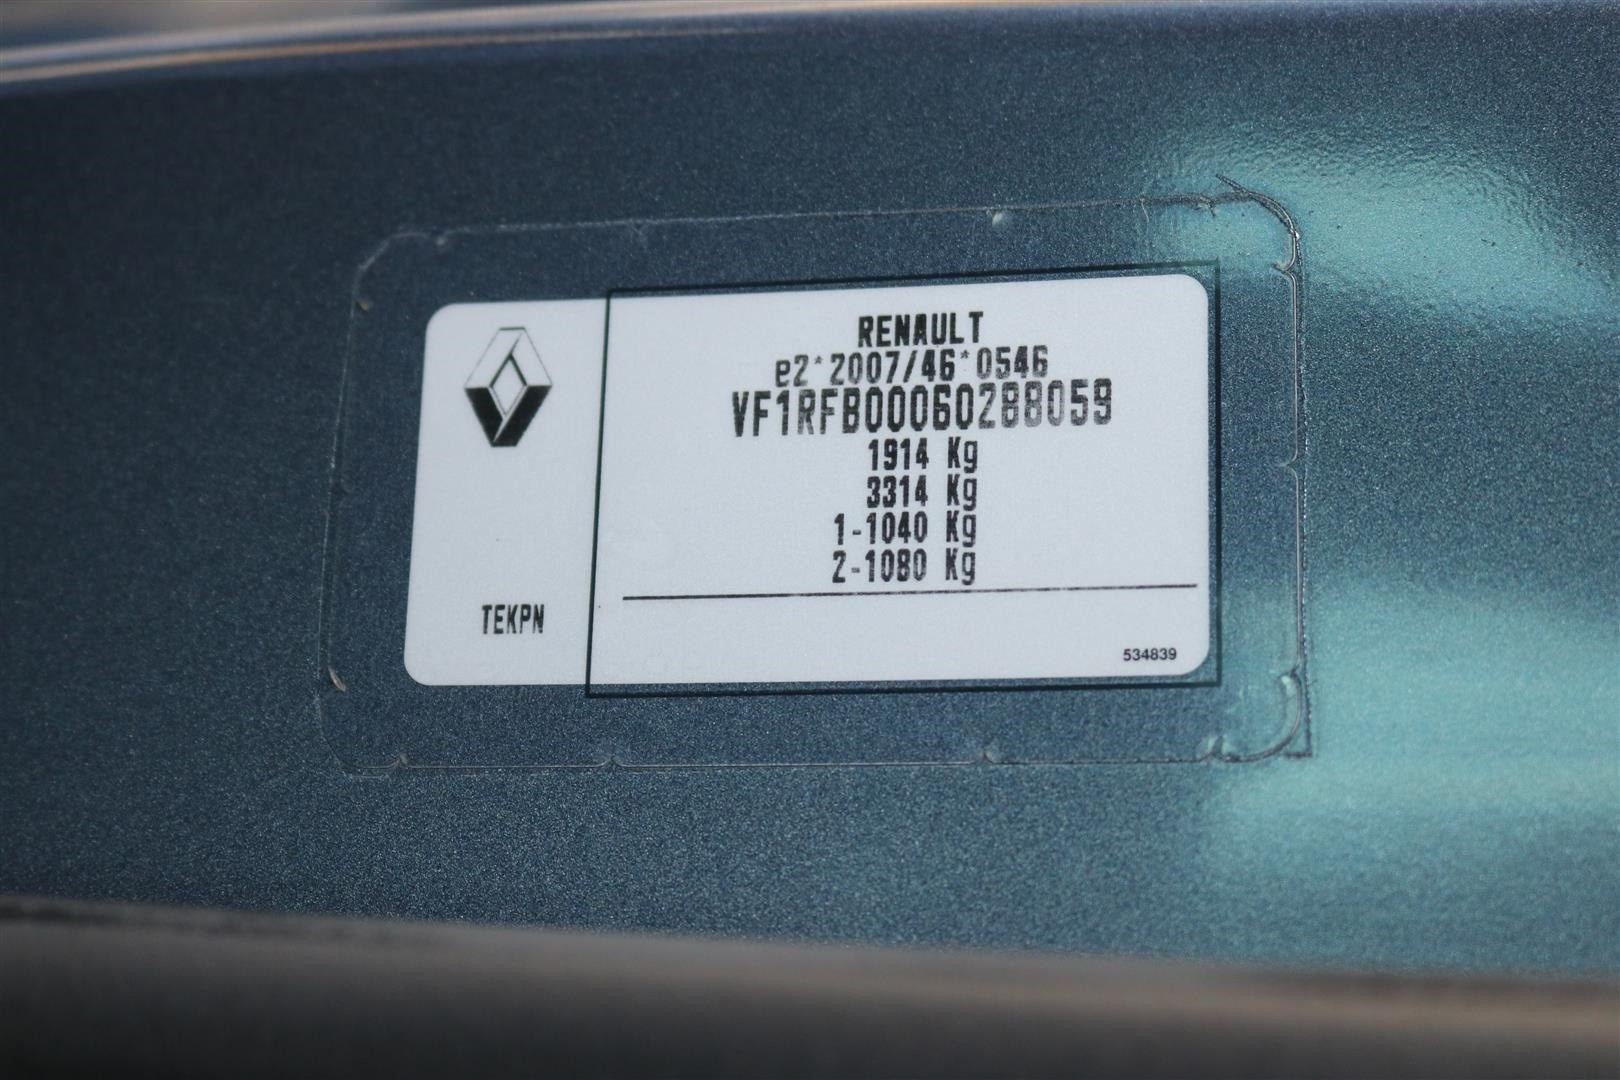 RENAULT
e2*2007/46*0546
VF1RFB00060288059
1914 Kg
3314 Kg
1-1040 Kg
2-1080 Kg
TEKPN
534839